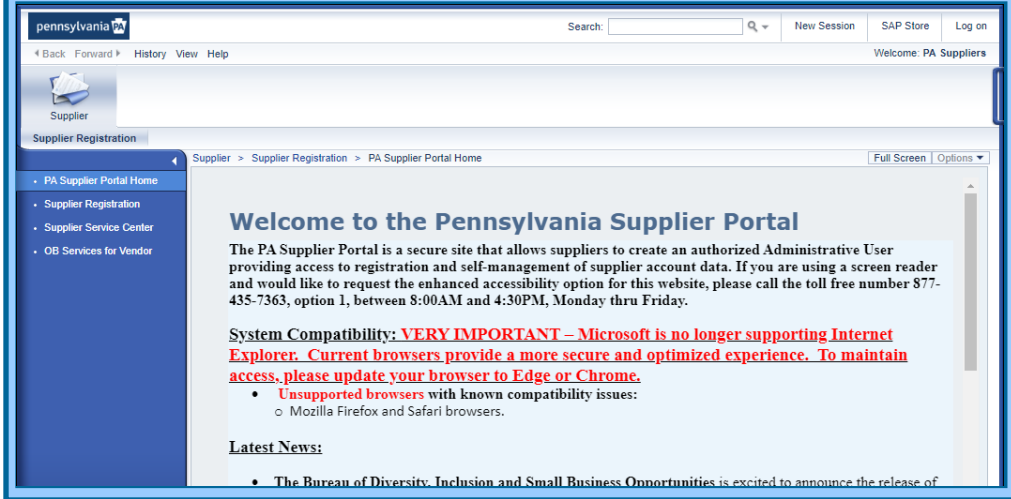 pennsylvania PA
Search:
New Session
SAP Store
Log on
Back Forward History View Help
Welcome: PA Suppliers
Supplier
Supplier Registration
Supplier > Supplier Registration > PA Supplier Portal Home
Full Screen Options
• PA Supplier Portal Home
• Supplier Registration
• Supplier Service Center
• OB Services for Vendor
Welcome to the Pennsylvania Supplier Portal
The PA Supplier Portal is a secure site that allows suppliers to create an authorized Administrative User
providing access to registration and self-management of supplier account data. If you are using a screen reader
and would like to request the enhanced accessibility option for this website, please call the toll free number 877-
435-7363, option 1, between 8:00AM and 4:30PM, Monday thru Friday.
System Compatibility: VERY IMPORTANT – Microsoft is no longer supporting Internet
Explorer. Current browsers provide a more secure and optimized experience. To maintain
access, please update your browser to Edge or Chrome.
• Unsupported browsers with known compatibility issues:
o Mozilla Firefox and Safari browsers.
Latest News:
• The Bureau of Diversity, Inclusion and Small Business Opportunities is excited to announce the release of